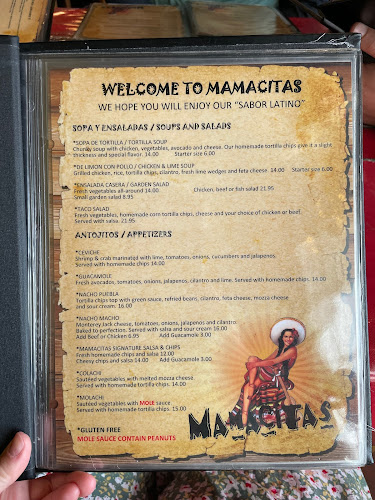 WELCOME TO MAMACITAS
WE HOPE YOU WILL ENJOY OUR "SABOR LATINO"
SOPA Y ENSALADAS / SOUPS AND SALADS
*SOPA DE TORTILLA / TORTILLA SOUP
Chunky soup with chicken, vegetables, avocado and cheese. Our homemade tortilla chips give it a slight
thickness and special flavor. 14.00 Starter size 6.00
*DE LIMON CON POLLO / CHICKEN & LIME SOUP
Grilled chicken, rice, tortilla chips, cilantro, fresh lime wedges and feta cheese 14.00 Starter size 6.00
*ENSALADA CASERA / GARDEN SALAD
Fresh vegetables all-around 14.00 Chicken, beef or fish salad 21.95
Small garden salad 8.95
*TACO SALAD
Fresh vegetables, homemade corn tortilla chips, cheese and your choice of chicken or beef.
Served with salsa. 21.95
ANTOJITOS / APPETIZERS
*CEVICHE
Shrimp & crab marinated with lime, tomatoes, onions, cucumbers and jalapenos.
Served with homemade chips 14.00
*GUACAMOLE
Fresh avocados, tomatoes, onions, jalapenos, cilantro and lime. Served with homemade chips. 14.00
*NACHO PUEBLA
Tortilla chips top with green sauce, refried beans, cilantro, feta cheese, mozza cheese
and sour cream. 16.00
*NACHO MACHO
Monterey Jack cheese, tomatoes, onions, jalapenos and cilantro.
Baked to perfection. Served with salsa and sour cream 16.00
Add Beef or Chicken 6.95 Add Guacamole 3.00
*MAMACITAS SIGNATURE SALSA & CHIPS
Fresh homemade chips and salsa 12.00
Cheesy chips and salsa 14.00 Add Guacamole 3.00
*COLACHI
Sauteed vegetables with melted mozza cheese.
Served with homemade tortilla chips. 14.00
*MOLACHI
Sauteed vegetables with MOLE sauce.
Served with homemade tortilla chips. 15.00
*GLUTEN FREE
MOLE SAUCE CONTAIN PEANUTS
MAMACITAS